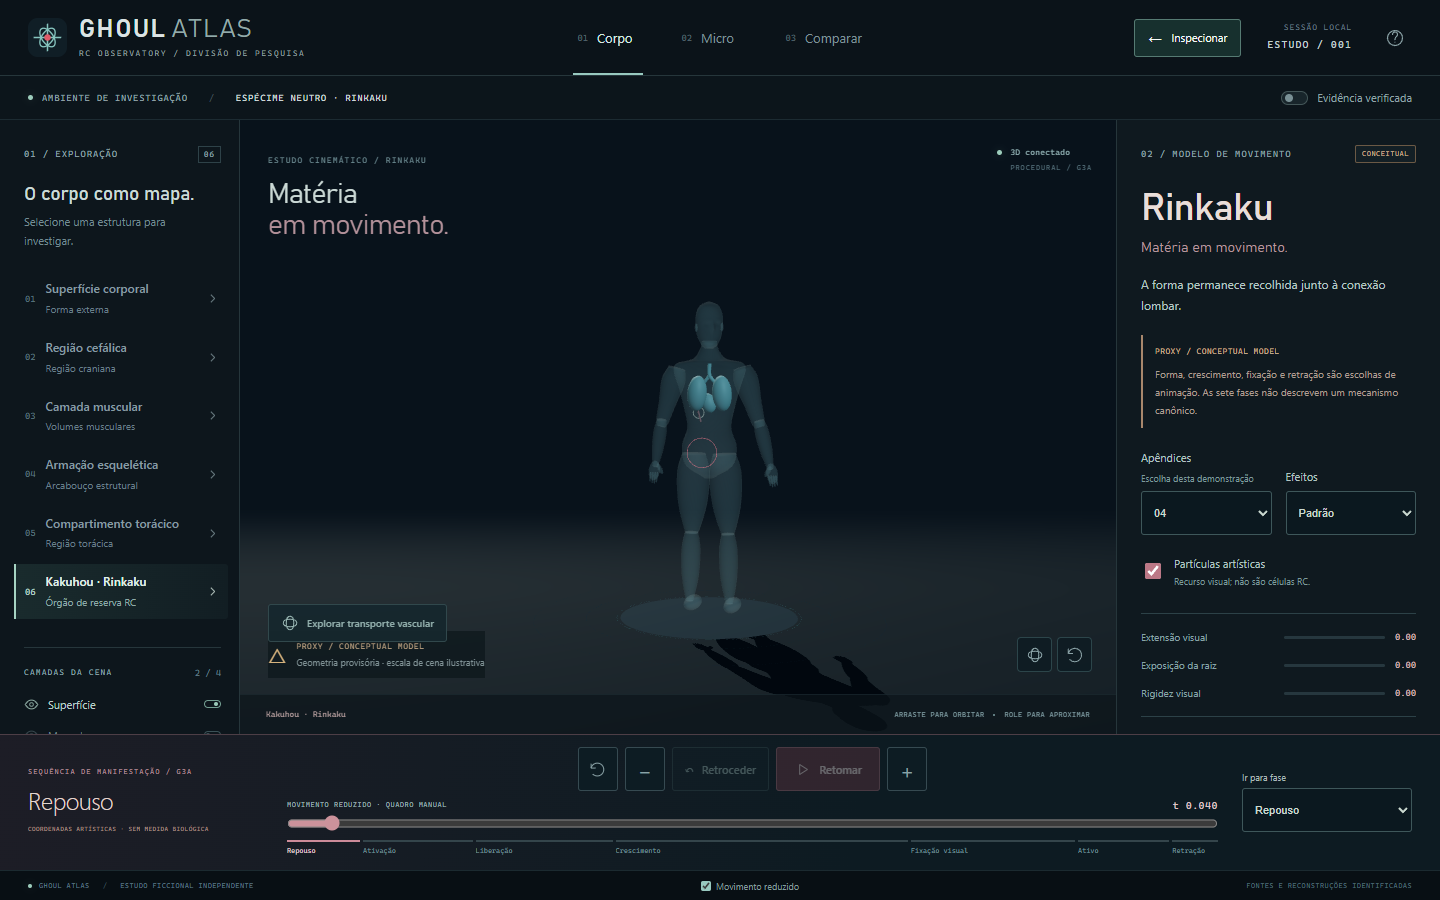 GHOUL ATLAS
RC OBSERVATORY / DIVISÃO DE PESQUISA
01 Corpo
02 Micro
03 Comparar
← Inspecionar
SESSÃO LOCAL
ESTUDO / 001
?
AMBIENTE DE INVESTIGAÇÃO / ESPÉCIME NEUTRO · RINKAKU
Evidência verificada
01 / EXPLORAÇÃO
06
O corpo como mapa.
Selecione uma estrutura para
investigar.
01 Superfície corporal
Forma externa
02 Região cefálica
Região craniana
03 Camada muscular
Volumes musculares
04 Armação esquelética
Arcabouço estrutural
05 Compartimento torácico
Região torácica
06 Kakuhou · Rinkaku
Órgão de reserva RC
CAMADAS DA CENA
2 / 4
Superfície
ESTUDO CINEMÁTICO / RINKAKU
Matéria
em movimento.
3D conectado
PROCEDURAL / G3A
Explorar transporte vascular
PROXY / CONCEPTUAL MODEL
Geometria provisória · escala de cena ilustrativa
Kakuhou · Rinkaku
ARRASTE PARA ORBITAR • ROLE PARA APROXIMAR
02 / MODELO DE MOVIMENTO
CONCEITUAL
Rinkaku
Matéria em movimento.
A forma permanece recolhida junto à conexão
lombar.
PROXY / CONCEPTUAL MODEL
Forma, crescimento, fixação e retração são escolhas de
animação. As sete fases não descrevem um mecanismo
canônico.
Apêndices
Escolha desta demonstração
04
Efeitos
Padrão
Partículas artísticas
Recurso visual; não são células RC.
Extensão visual 0.00
Exposição da raiz 0.00
Rigidez visual 0.00
SEQUÊNCIA DE MANIFESTAÇÃO / G3A
Repouso
COORDENADAS ARTÍSTICAS · SEM MEDIDA BIOLÓGICA
−
Retroceder
Retomar
+
MOVIMENTO REDUZIDO · QUADRO MANUAL
t 0.040
Repouso
Ativação
Liberação
Crescimento
Fixação visual
Ativo
Retração
Ir para fase
Repouso
GHOUL ATLAS / ESTUDO FICCIONAL INDEPENDENTE
Movimento reduzido
FONTES E RECONSTRUÇÕES IDENTIFICADAS